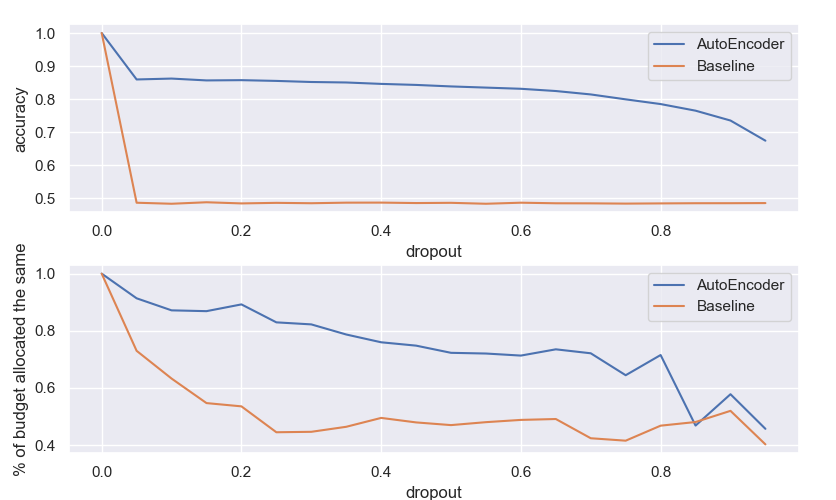 accuracy
1.0
0.9
0.8
0.7
0.6
0.5
AutoEncoder
Baseline
0.0 0.2 0.4 0.6 0.8
dropout
% of budget allocated the same
1.0
0.8
0.6
0.4
AutoEncoder
Baseline
0.0 0.2 0.4 0.6 0.8
dropout